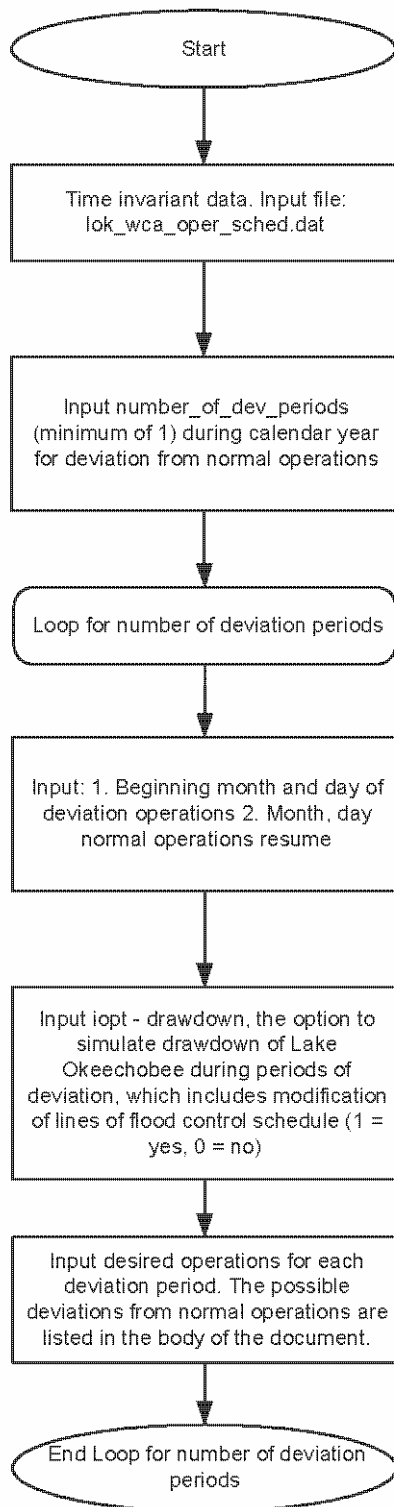 Start
Time invariant data. Input file:
lok_wca_oper_sched.dat
Input number_of_dev_periods
(minimum of 1) during calendar year
for deviation from normal operations
Loop for number of deviation periods
Input: 1. Beginning month and day of
deviation operations 2. Month, day
normal operations resume
Input iopt - drawdown, the option to
simulate drawdown of Lake
Okeechobee during periods of
deviation, which includes modification
of lines of flood control schedule (1 =
yes, 0 = no)
Input desired operations for each
deviation period. The possible
deviations from normal operations are
listed in the body of the document.
End Loop for number of deviation
periods